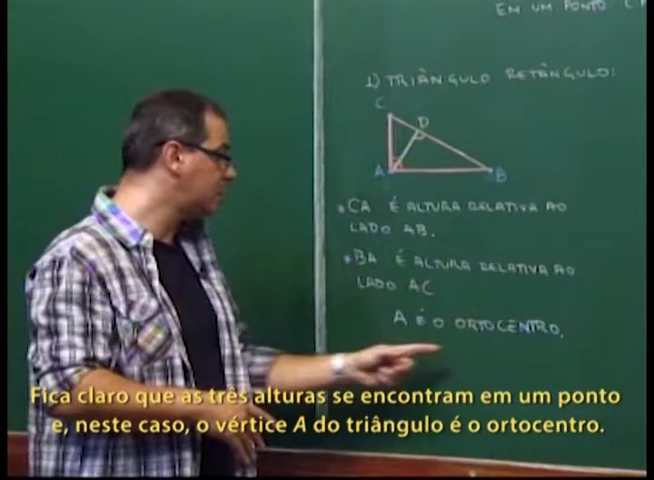 EM UM PONTO
1) TRIÂNGULO RETÂNGULO:
C
D
A
B
• CA É ALTURA RELATIVA AO
LADO AB.
• BA É ALTURA RELATIVA AO
LADO AC
A É O ORTOCENTRO.
Fica claro que as três alturas se encontram em um ponto
e, neste caso, o vértice A do triângulo é o ortocentro.